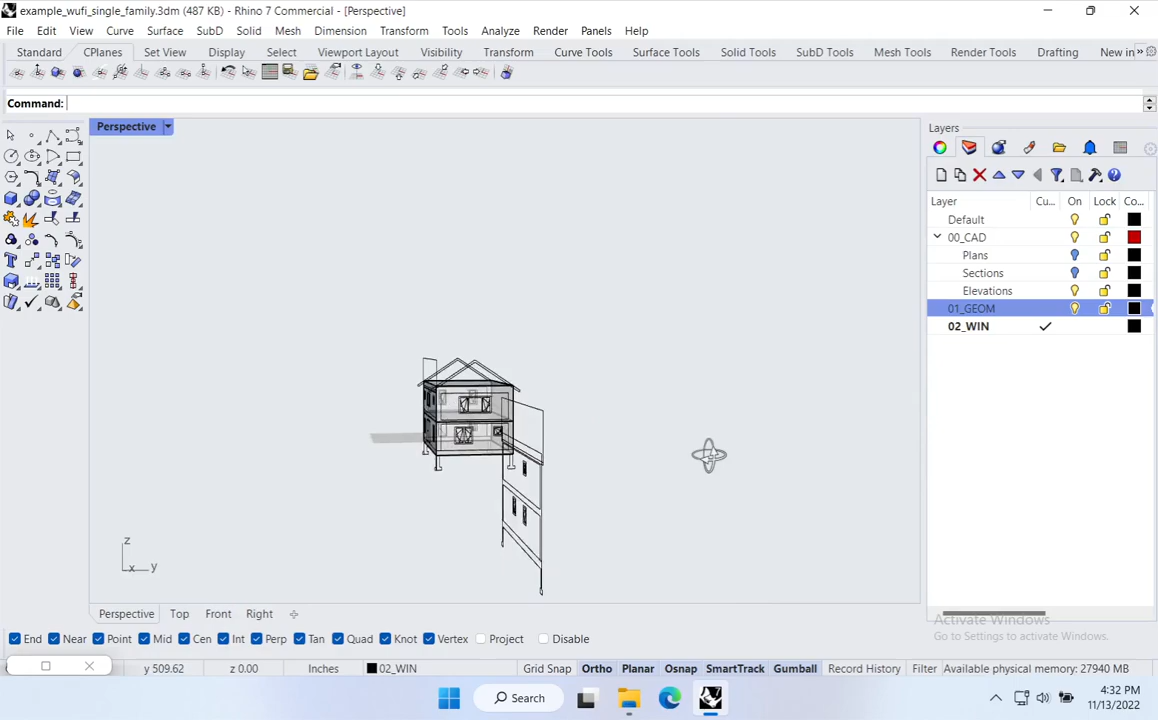 example_wufi_single_family.3dm (487 KB) - Rhino 7 Commercial - [Perspective]
File Edit View Curve Surface SubD Solid Mesh Dimension Transform Tools Analyze Render Panels Help
Standard CPlanes Set View Display Select Viewport Layout Visibility Transform Curve Tools Surface Tools Solid Tools SubD Tools Mesh Tools Render Tools Drafting New in
Command:
Perspective
Layers
Layer Cu... On Lock Co...
Default
00_CAD
Plans
Sections
Elevations
01_GEOM
02_WIN
z
x y
Perspective Top Front Right
Activate Windows
Go to Settings to activate Windows.
End Near Point Mid Cen Int Perp Tan Quad Knot Vertex Project Disable
y 509.62 z 0.00 Inches 02_WIN Grid Snap Ortho Planar Osnap SmartTrack Gumball Record History Filter Available physical memory: 27940 MB
Search
4:32 PM
11/13/2022